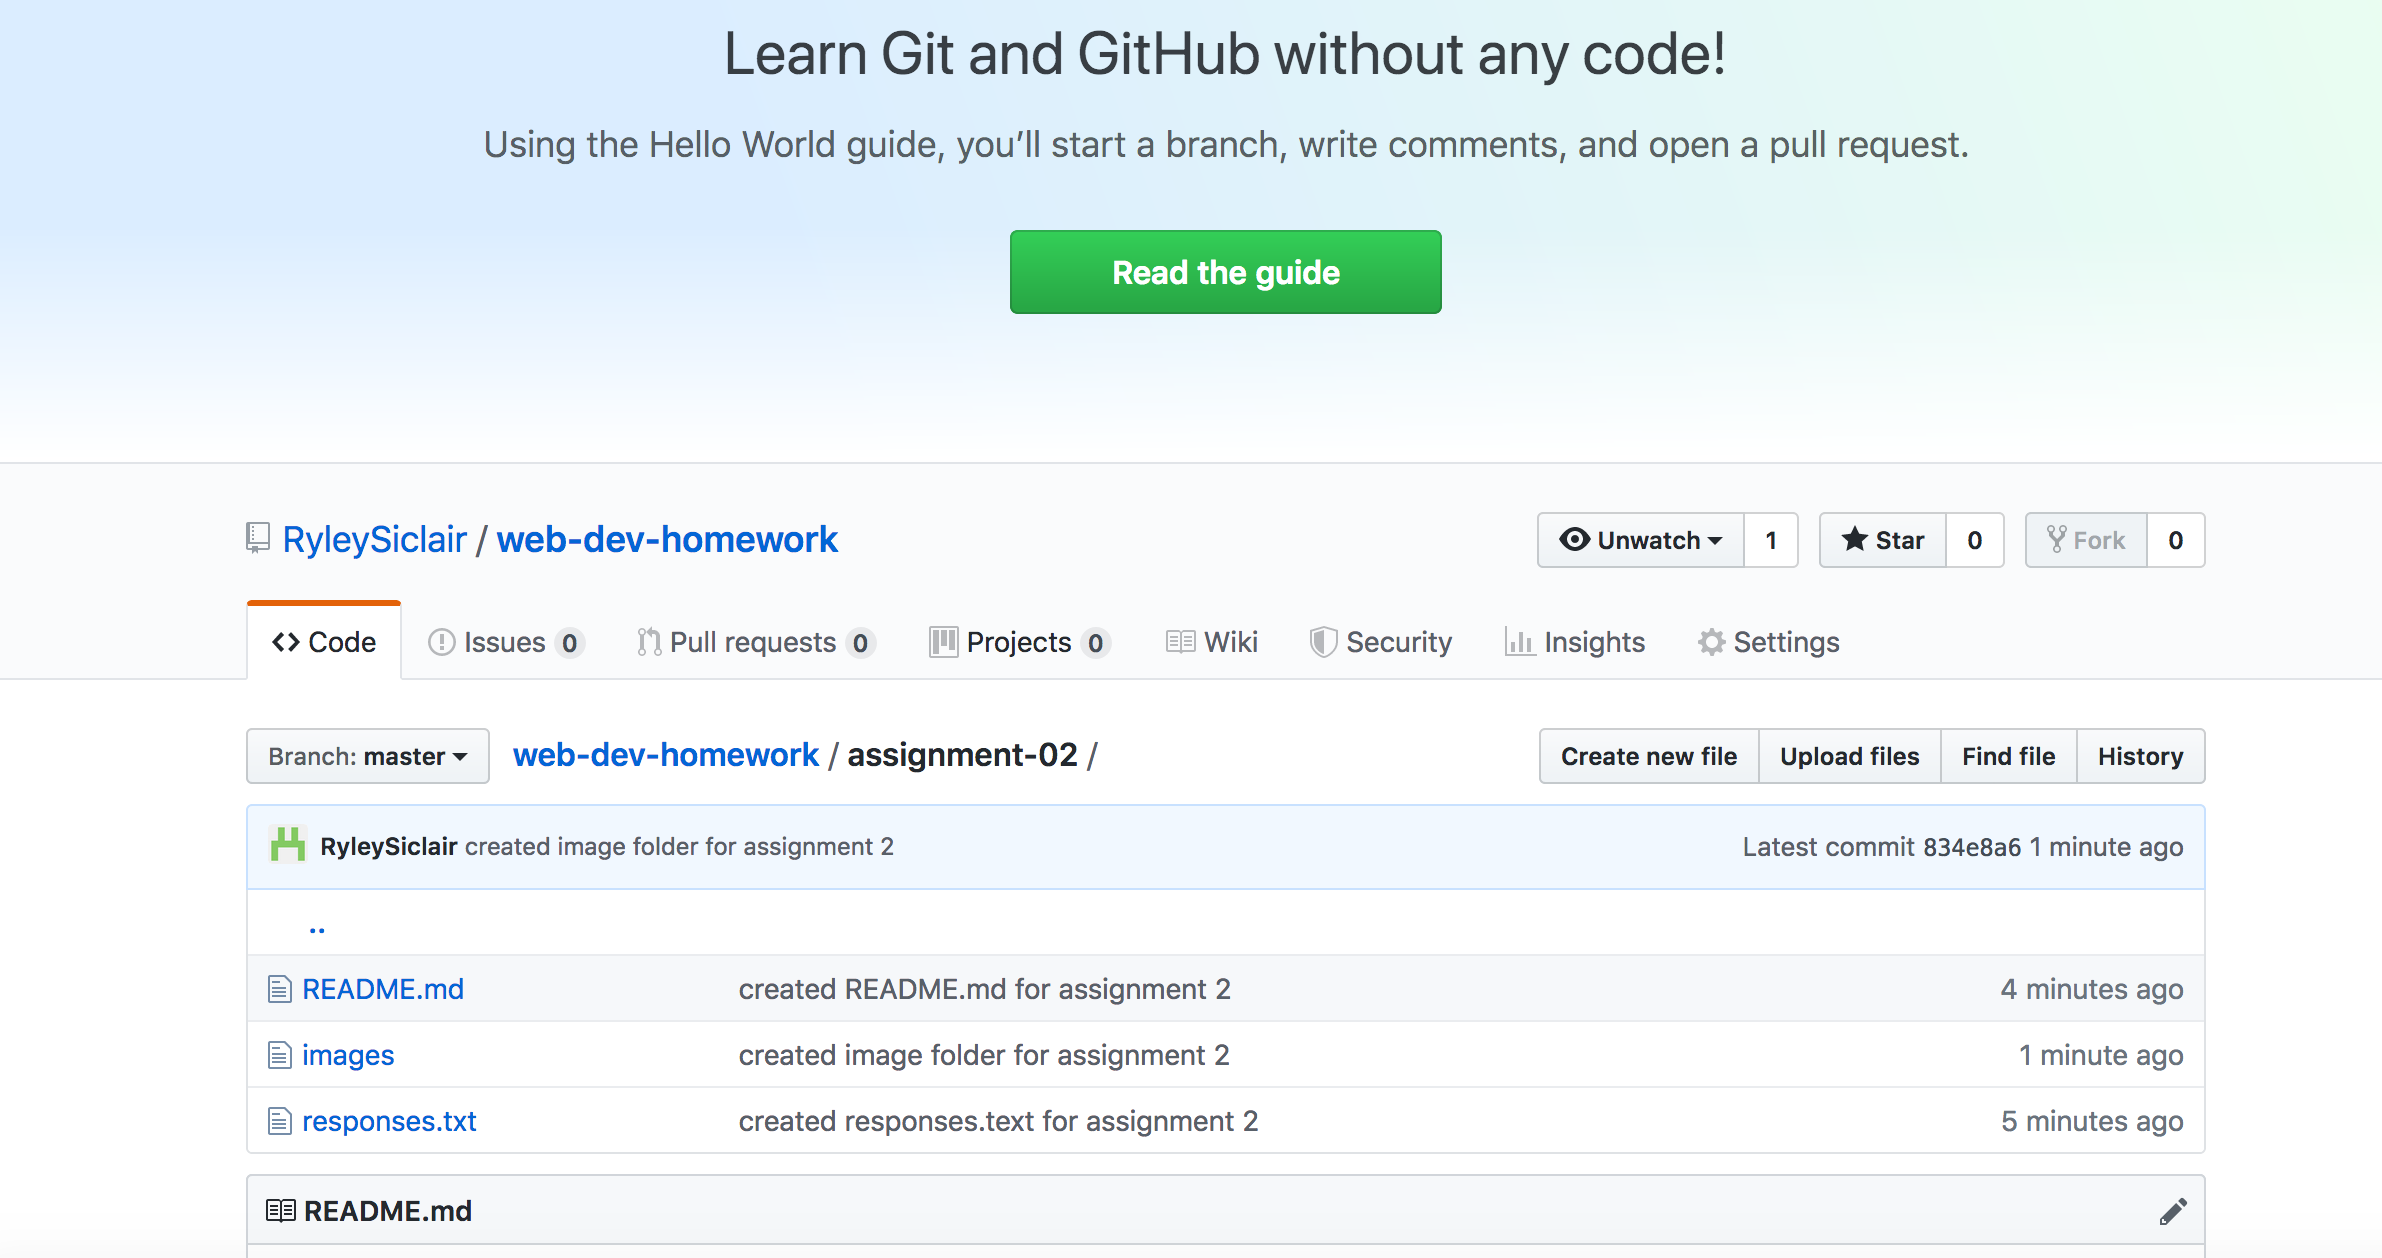 Learn Git and GitHub without any code!
Using the Hello World guide, you’ll start a branch, write comments, and open a pull request.
Read the guide
RyleySiclair / web-dev-homework
Unwatch 1 Star 0 Fork 0
Code Issues 0 Pull requests 0 Projects 0 Wiki Security Insights Settings
Branch: master web-dev-homework / assignment-02 / Create new file Upload files Find file History
RyleySiclair created image folder for assignment 2 Latest commit 834e8a6 1 minute ago
..
README.md created README.md for assignment 2 4 minutes ago
images created image folder for assignment 2 1 minute ago
responses.txt created responses.text for assignment 2 5 minutes ago
README.md